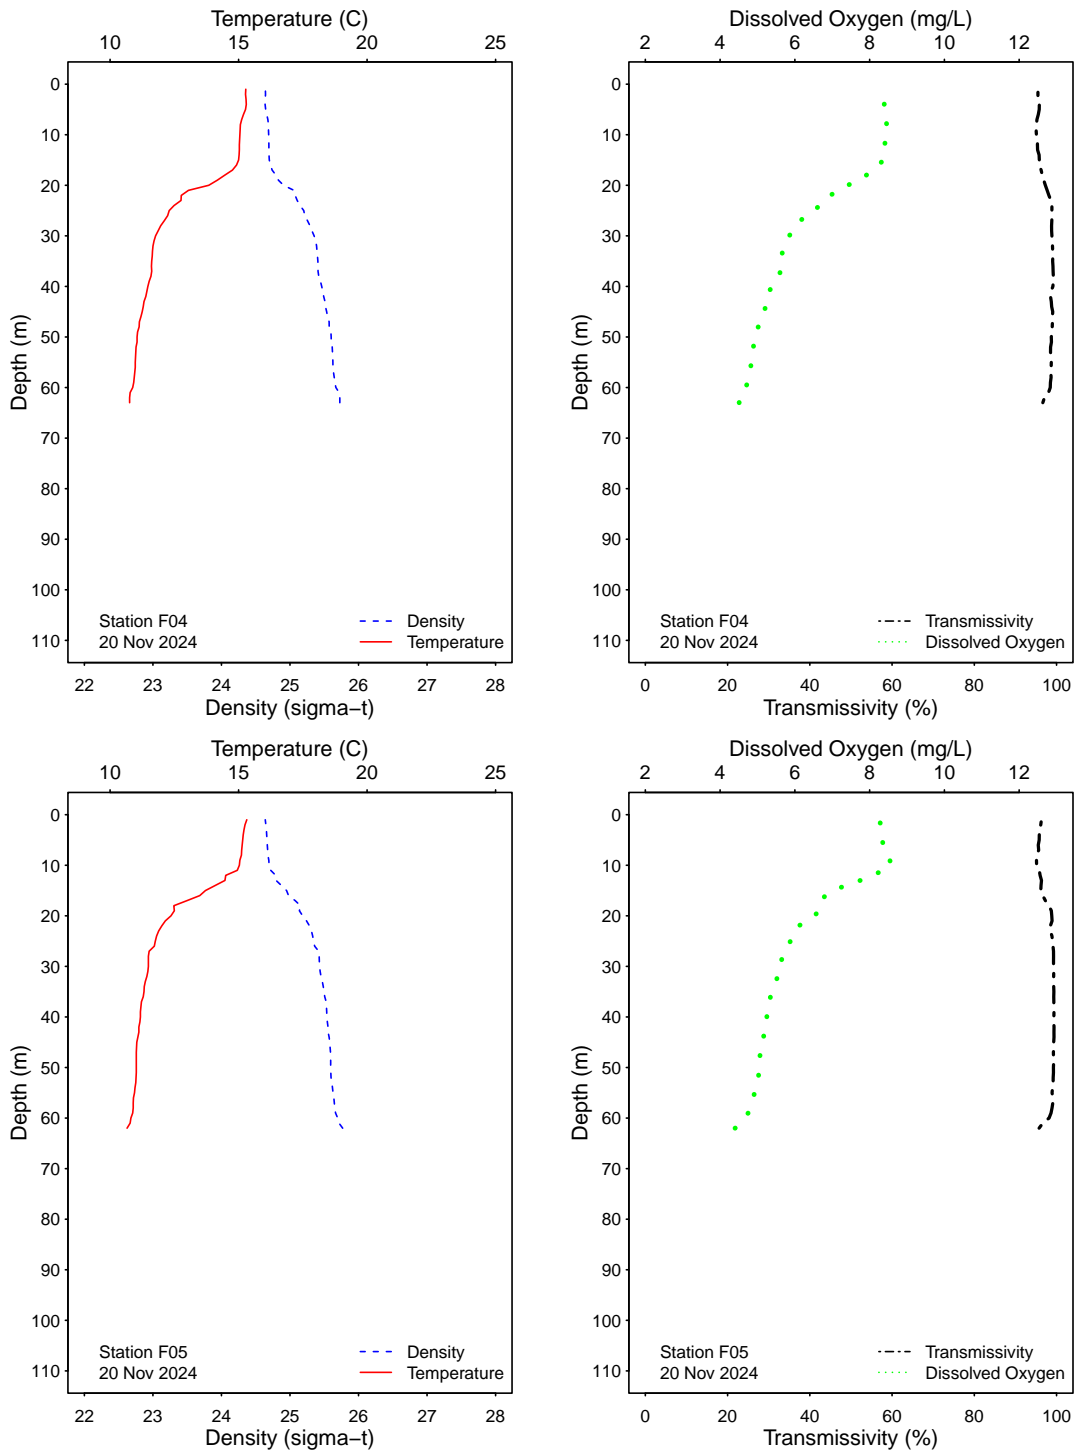 Temperature (C)
10 15 20 25
0
10
20
30
40
50
60
70
80
90
100
110
Depth (m)
Station F04
20 Nov 2024
Density
Temperature
22 23 24 25 26 27 28
Density (sigma−t)
Dissolved Oxygen (mg/L)
2 4 6 8 10 12
0
10
20
30
40
50
60
70
80
90
100
110
Depth (m)
Station F04
20 Nov 2024
Transmissivity
Dissolved Oxygen
0 20 40 60 80 100
Transmissivity (%)
Temperature (C)
10 15 20 25
0
10
20
30
40
50
60
70
80
90
100
110
Depth (m)
Station F05
20 Nov 2024
Density
Temperature
22 23 24 25 26 27 28
Density (sigma−t)
Dissolved Oxygen (mg/L)
2 4 6 8 10 12
0
10
20
30
40
50
60
70
80
90
100
110
Depth (m)
Station F05
20 Nov 2024
Transmissivity
Dissolved Oxygen
0 20 40 60 80 100
Transmissivity (%)